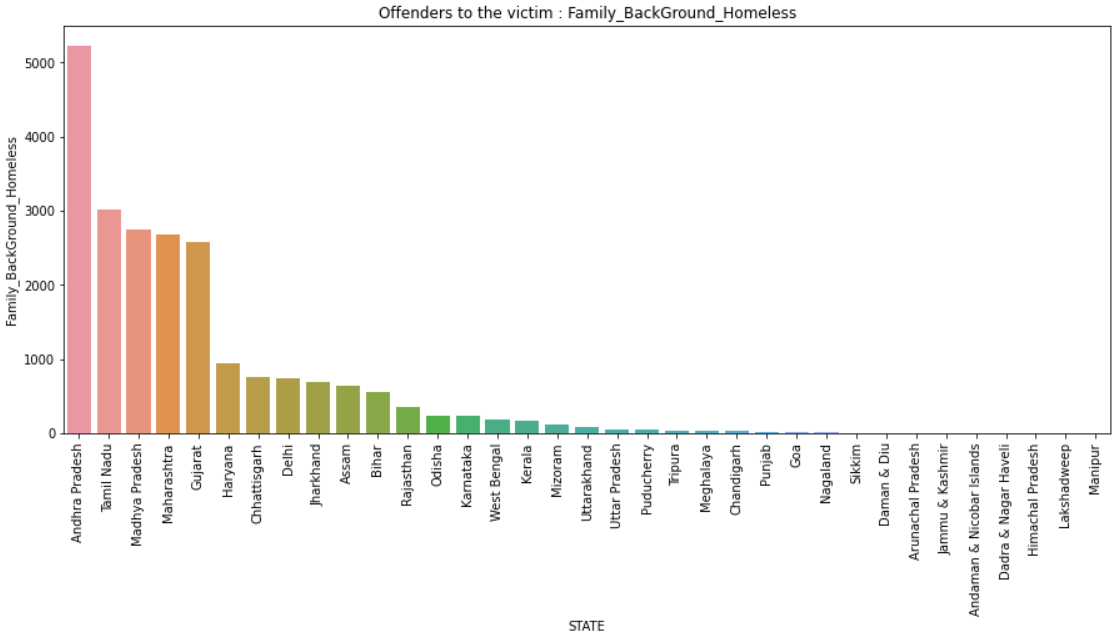 Offenders to the victim : Family_BackGround_Homeless
Family_BackGround_Homeless
5000
4000
3000
2000
1000
0
Andhra Pradesh
Tamil Nadu
Madhya Pradesh
Maharashtra
Gujarat
Haryana
Chhattisgarh
Delhi
Jharkhand
Assam
Bihar
Rajasthan
Odisha
Karnataka
West Bengal
Kerala
Mizoram
Uttarakhand
Uttar Pradesh
Puducherry
Tripura
Meghalaya
Chandigarh
Punjab
Goa
Nagaland
Sikkim
Daman & Diu
Arunachal Pradesh
Jammu & Kashmir
Andaman & Nicobar Islands
Dadra & Nagar Haveli
Himachal Pradesh
Lakshadweep
Manipur
STATE